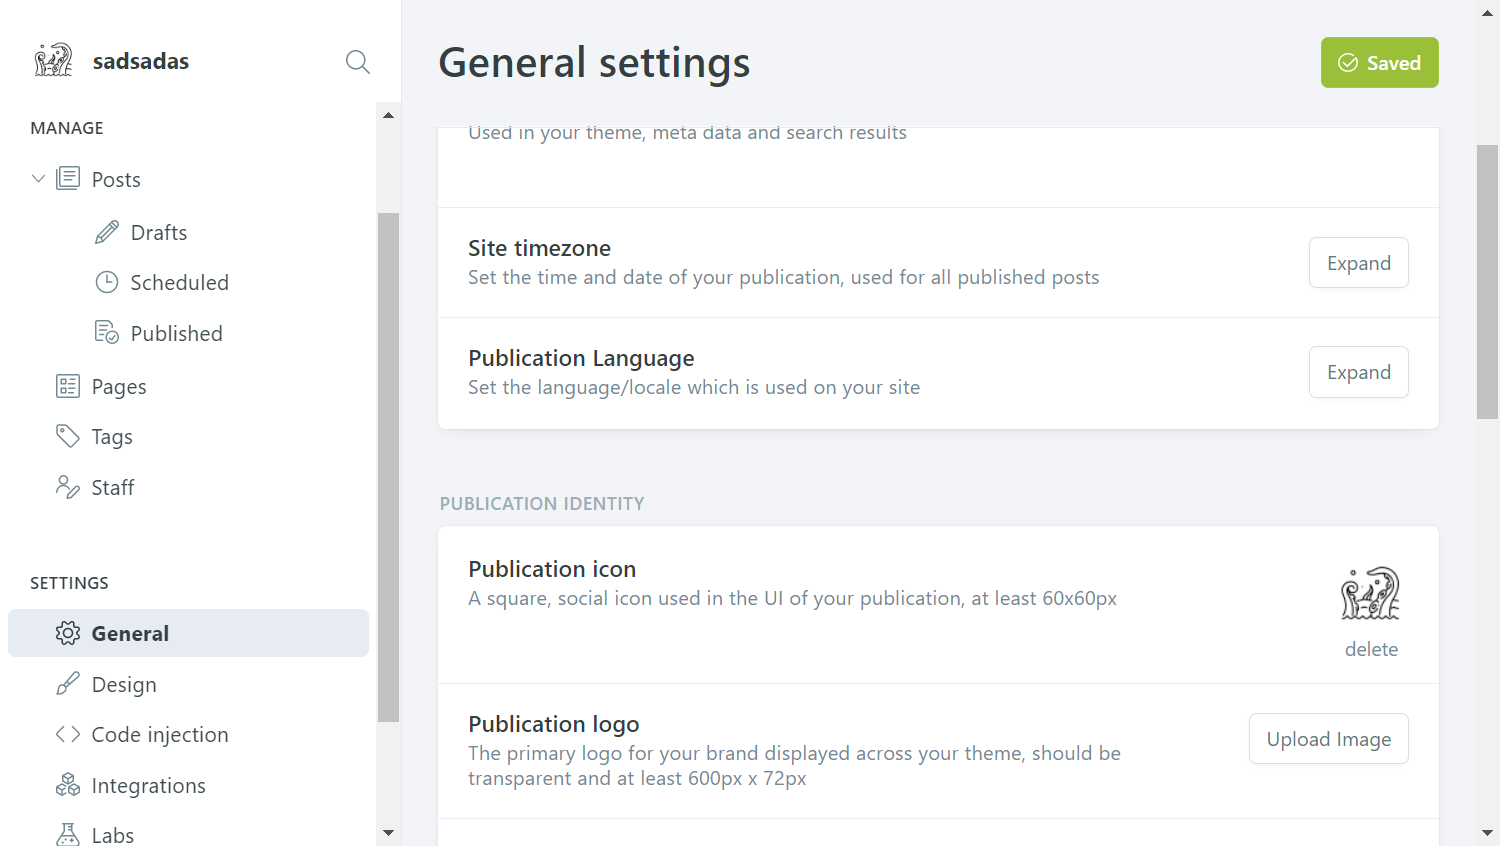 sadsadas
MANAGE
Posts
Drafts
Scheduled
Published
Pages
Tags
Staff
SETTINGS
General
Design
Code injection
Integrations
Labs
General settings
Saved
Used in your theme, meta data and search results
Site timezone
Set the time and date of your publication, used for all published posts
Expand
Publication Language
Set the language/locale which is used on your site
Expand
PUBLICATION IDENTITY
Publication icon
A square, social icon used in the UI of your publication, at least 60x60px
delete
Publication logo
The primary logo for your brand displayed across your theme, should be
transparent and at least 600px x 72px
Upload Image